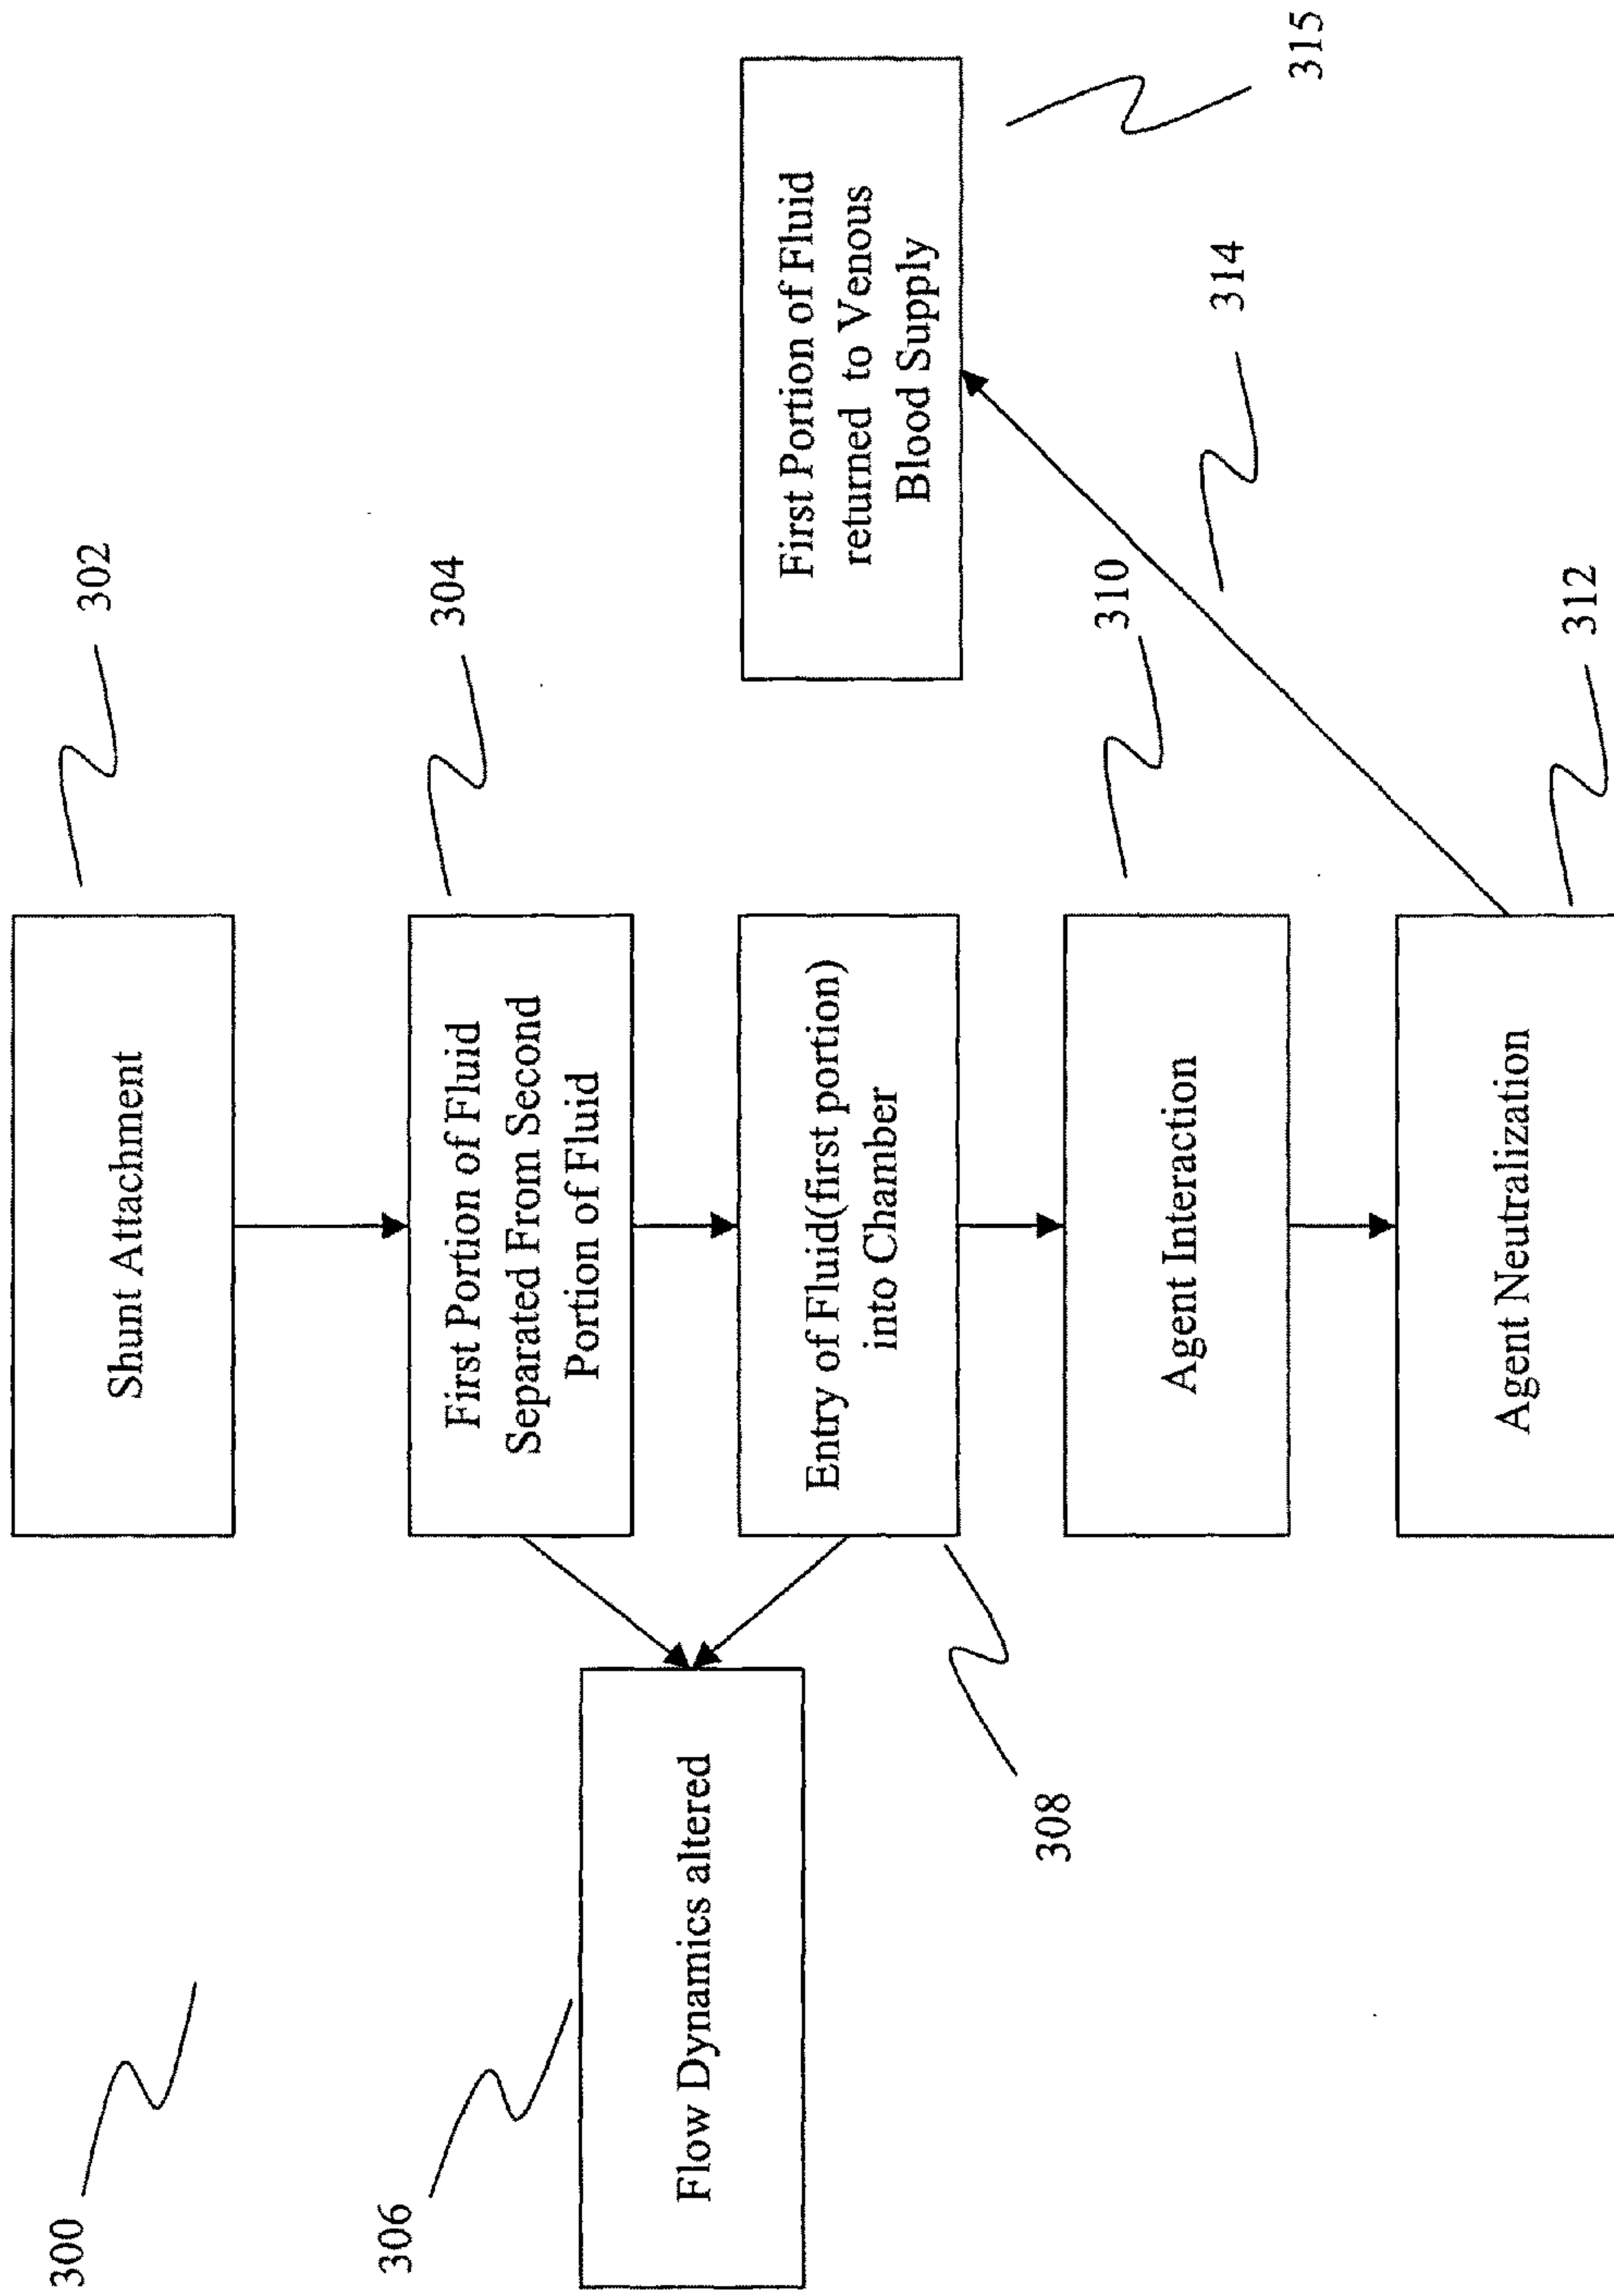 300
302
Shunt Attachment
304
First Portion of Fluid
Separated From Second
Portion of Fluid
306
Flow Dynamics altered
308
Entry of Fluid(first portion)
into Chamber
310
Agent Interaction
312
Agent Neutralization
314
First Portion of Fluid
returned to Venous
Blood Supply
315